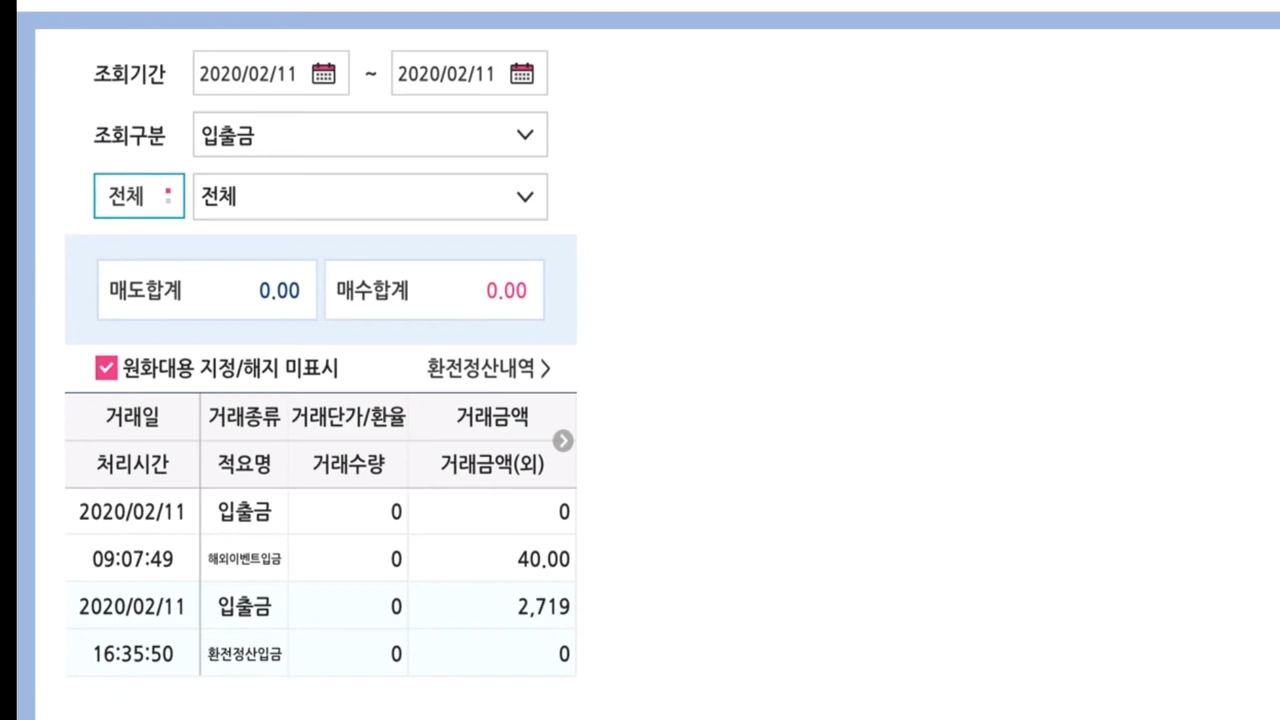 조회기간 2020/02/11 ~ 2020/02/11
조회구분 입출금
전체 전체
매도합계 0.00 매수합계 0.00
원화대용 지정/해지 미표시 환전정산내역 >
거래일 거래종류 거래단가/환율 거래금액
처리시간 적요명 거래수량 거래금액(외)
2020/02/11 입출금 0 0
09:07:49 해외이벤트입금 0 40.00
2020/02/11 입출금 0 2,719
16:35:50 환전정산입금 0 0